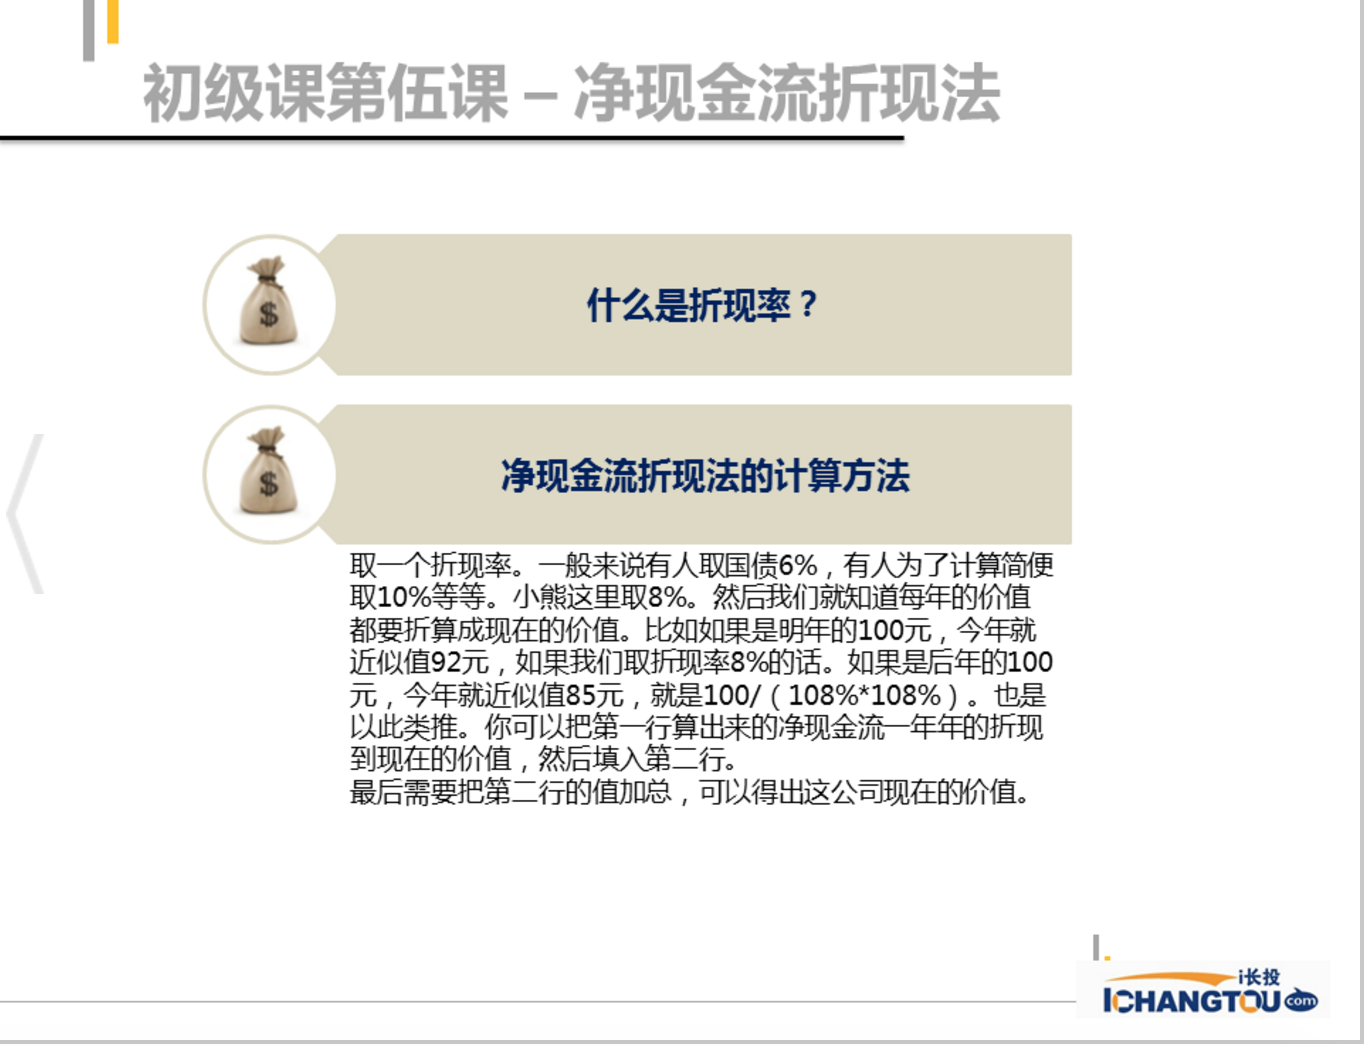 初级课第伍课 – 净现金流折现法
什么是折现率？
净现金流折现法的计算方法
取一个折现率。一般来说有人取国债6%，有人为了计算简便
取10%等等。小熊这里取8%。然后我们就知道每年的价值
都要折算成现在的价值。比如如果是明年的100元，今年就
近似值92元，如果我们取折现率8%的话。如果是后年的100
元，今年就近似值85元，就是100/（108%*108%）。也是
以此类推。你可以把第一行算出来的净现金流一年年的折现
到现在的价值，然后填入第二行。
最后需要把第二行的值加总，可以得出这公司现在的价值。
i长投
ICHANGTOU com